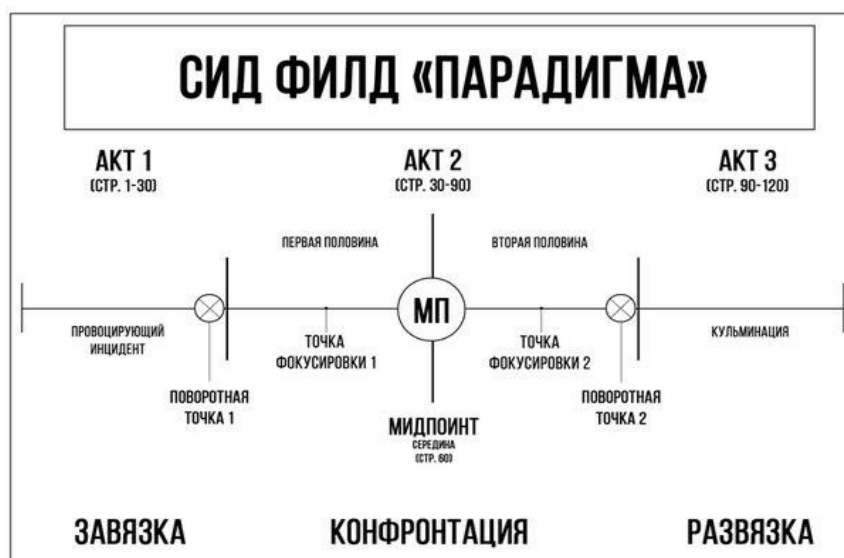 СИД ФИЛД «ПАРАДИГМА»
АКТ 1
(СТР. 1-30)
АКТ 2
(СТР. 30-90)
АКТ 3
(СТР. 90-120)
ПЕРВАЯ ПОЛОВИНА
ВТОРАЯ ПОЛОВИНА
МП
ПРОВОЦИРУЮЩИЙ
ИНЦИДЕНТ
ТОЧКА
ФОКУСИРОВКИ 1
ТОЧКА
ФОКУСИРОВКИ 2
КУЛЬМИНАЦИЯ
ПОВОРОТНАЯ
ТОЧКА 1
МИДПОИНТ
СЕРЕДИНА
(СТР. 60)
ПОВОРОТНАЯ
ТОЧКА 2
ЗАВЯЗКА
КОНФРОНТАЦИЯ
РАЗВЯЗКА